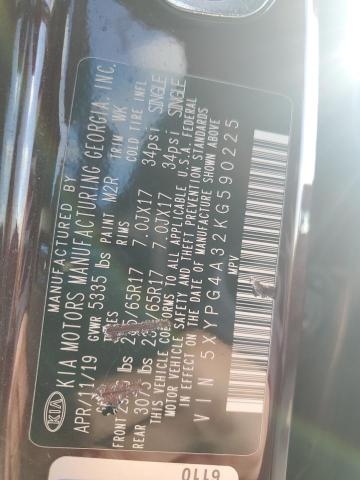 MANUFACTURED BY
KIA KIA MOTORS MANUFACTURING GEORGIA, INC.
APR/11/19 GVWR 5335 lbs PAINT M2R TRIM WK
RIMS COLD TIRE INFL
FRONT lbs /65R17 7.0JX17 34psi SINGLE
REAR 3075 lbs /65R17 7.0JX17 34psi SINGLE
THIS VEHICLE CONFORMS TO ALL APPLICABLE U.S.A. FEDERAL
MOTOR VEHICLE SAFETY AND THEFT PREVENTION STANDARDS
IN EFFECT ON THE DATE OF MANUFACTURE SHOWN ABOVE
VIN 5XYPG4A32KG590225
MPV
6110